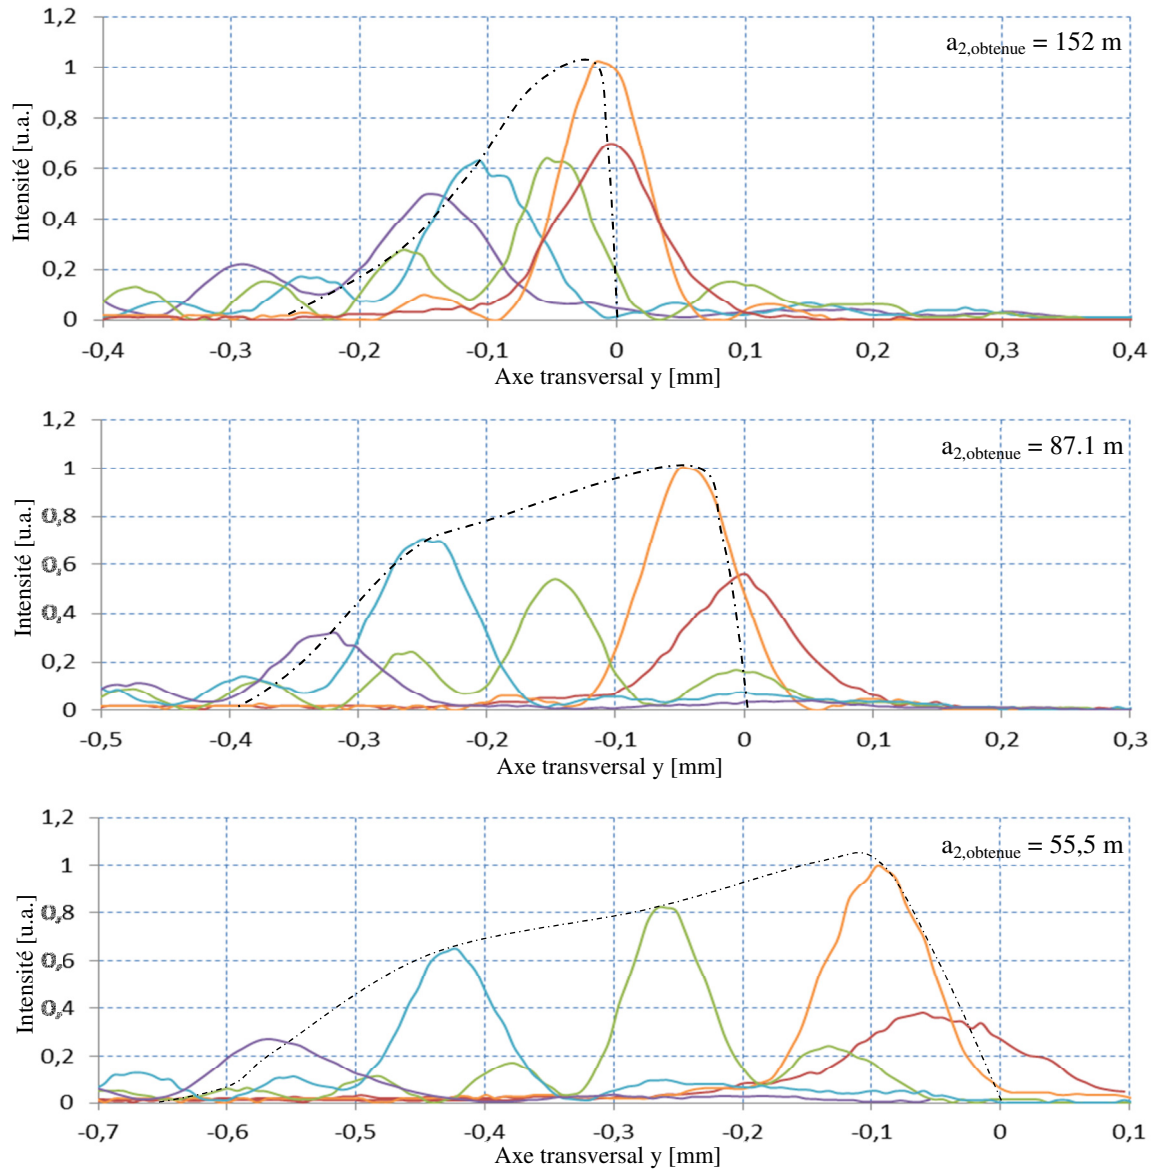 1,2
a2,obtenue = 152 m
1
0,8
0,6
0,4
0,2
0
Intensité [u.a.]
-0,4 -0,3 -0,2 -0,1 0 0,1 0,2 0,3 0,4
Axe transversal y [mm]
1,2
a2,obtenue = 87.1 m
1
0,8
0,6
0,4
0,2
0
Intensité [u.a.]
-0,5 -0,4 -0,3 -0,2 -0,1 0 0,1 0,2 0,3
Axe transversal y [mm]
1,2
a2,obtenue = 55,5 m
1
0,8
0,6
0,4
0,2
0
Intensité [u.a.]
-0,7 -0,6 -0,5 -0,4 -0,3 -0,2 -0,1 0 0,1
Axe transversal y [mm]